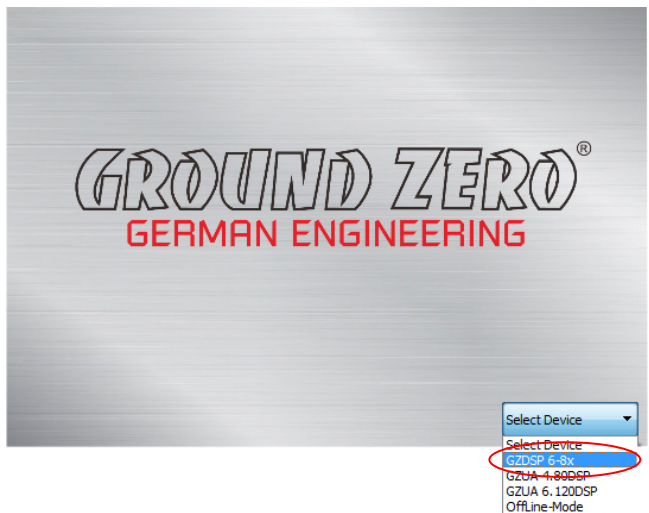 GROUND ZERO®
GERMAN ENGINEERING
Select Device
Select Device
GZDSP 6-8x
GZUA 4.80DSP
GZUA 6.120DSP
OffLine-Mode